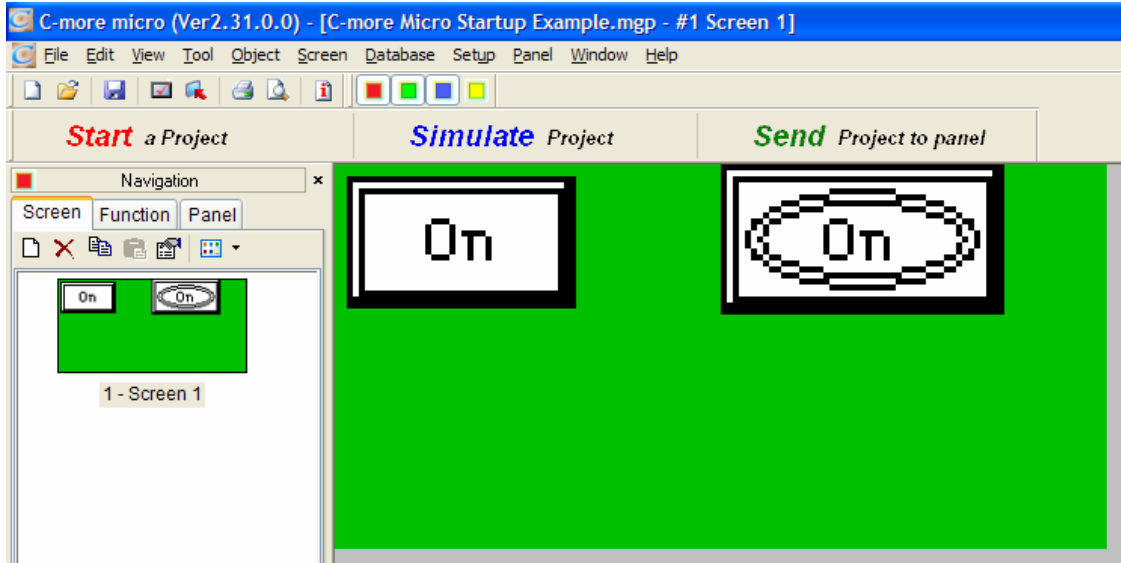 C-more micro (Ver2.31.0.0) - [C-more Micro Startup Example.mgp - #1 Screen 1]
File Edit View Tool Object Screen Database Setup Panel Window Help
Start a Project Simulate Project Send Project to panel
Navigation
Screen Function Panel
On On
On On
1 - Screen 1